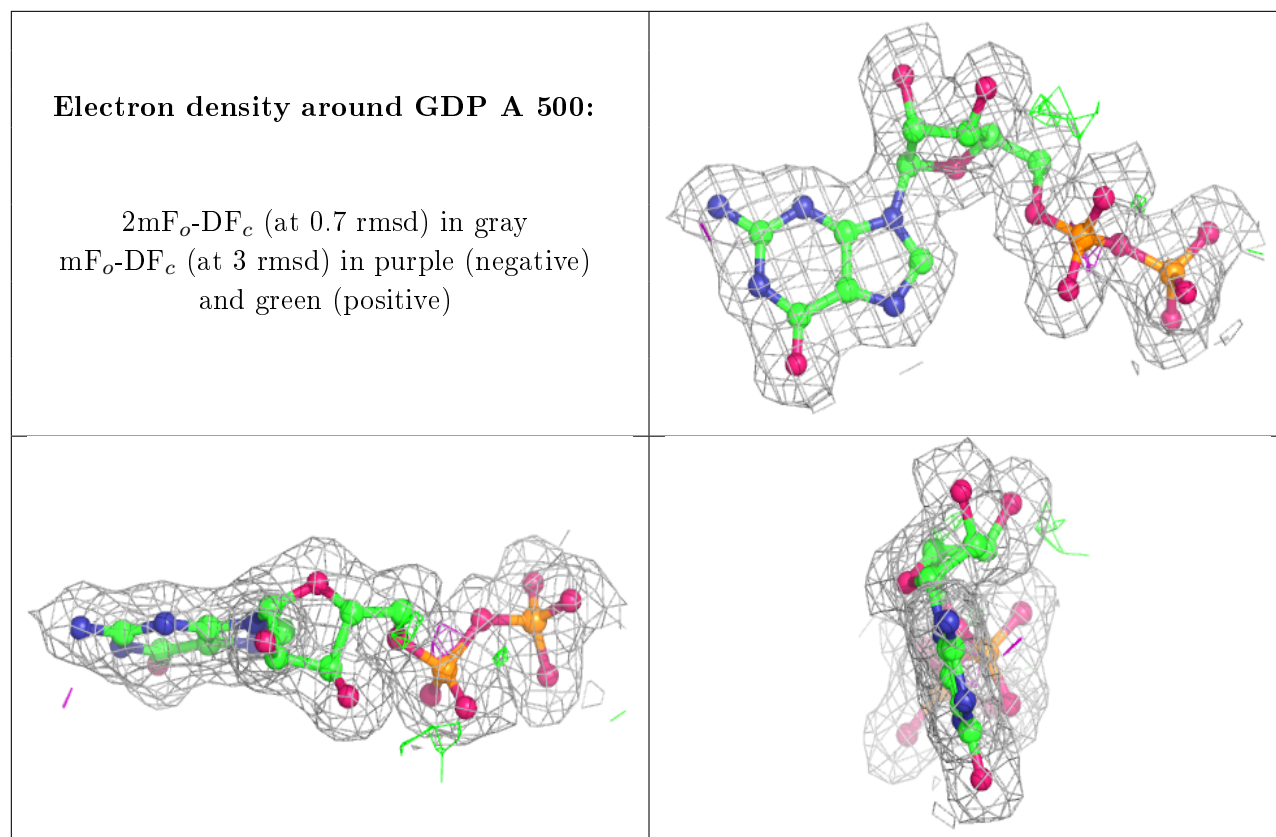 Electron density around GDP A 500:
2mFo-DFc (at 0.7 rmsd) in gray
mFo-DFc (at 3 rmsd) in purple (negative)
and green (positive)